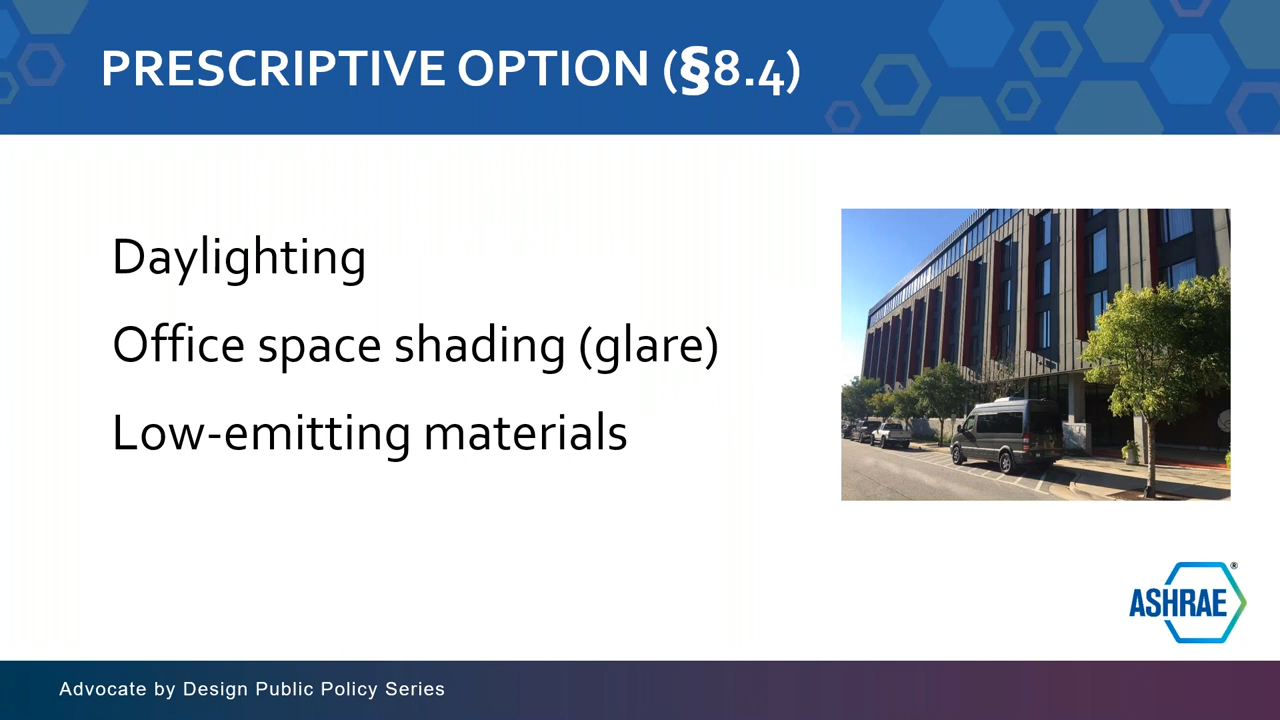 PRESCRIPTIVE OPTION (§8.4)
Daylighting
Office space shading (glare)
Low-emitting materials
ASHRAE®
Advocate by Design Public Policy Series